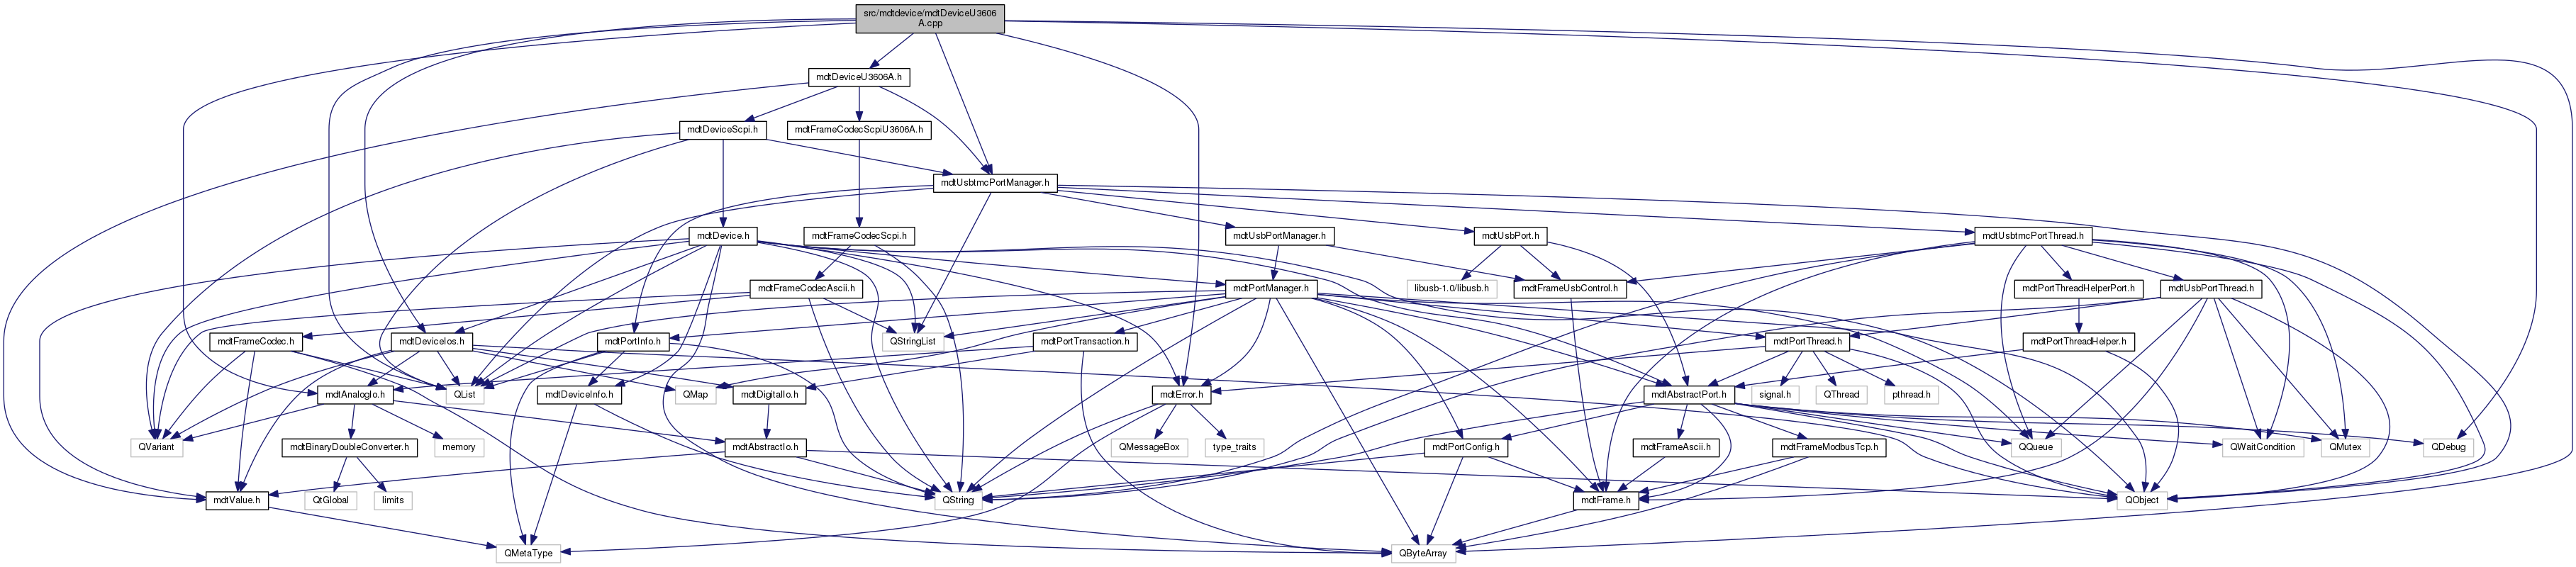 src/mdtdevice/mdtDeviceU3606
A.cpp
mdtDeviceU3606A.h
mdtDeviceScpi.h
mdtFrameCodecScpiU3606A.h
mdtUsbtmcPortManager.h
mdtDevice.h
mdtFrameCodecScpi.h
mdtUsbPortManager.h
mdtUsbPort.h
mdtUsbtmcPortThread.h
mdtFrameCodecAscii.h
mdtPortManager.h
libusb-1.0/libusb.h
mdtFrameUsbControl.h
mdtPortThreadHelperPort.h
mdtUsbPortThread.h
mdtFrameCodec.h
mdtDeviceIos.h
mdtPortInfo.h
QStringList
mdtPortTransaction.h
mdtPortThread.h
mdtPortThreadHelper.h
mdtAnalogIo.h
QList
mdtDeviceInfo.h
QMap
mdtDigitalIo.h
mdtError.h
mdtAbstractPort.h
signal.h
QThread
pthread.h
QVariant
mdtBinaryDoubleConverter.h
memory
mdtAbstractIo.h
QMessageBox
type_traits
mdtPortConfig.h
mdtFrameAscii.h
mdtFrameModbusTcp.h
QQueue
QWaitCondition
QMutex
QDebug
mdtValue.h
QtGlobal
limits
QString
mdtFrame.h
QObject
QMetaType
QByteArray